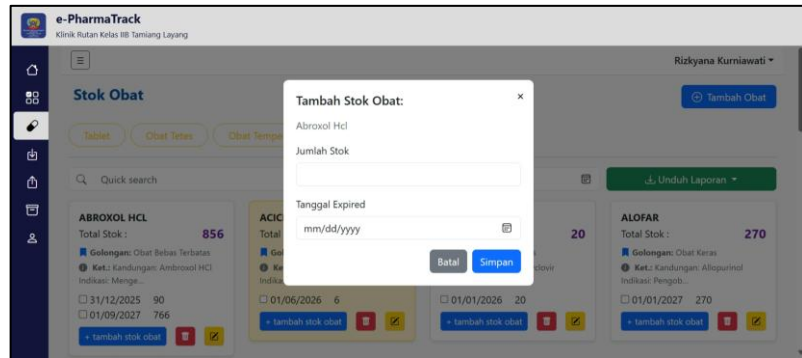 e-PharmaTrack
Klinik Rutan Kelas IIB Tamiang Layang
Rizkyana Kurniawati
Stok Obat
Tambah Obat
Tablet
Obat Tetes
Obat Tempe
Quick search
Unduh Laporan
Tambah Stok Obat:
×
Abroxol Hcl
Jumlah Stok
Tanggal Expired
mm/dd/yyyy
Batal
Simpan
ABROXOL HCL
Total Stok : 856
Golongan: Obat Bebas Terbatas
Ket.: Kandungan: Ambroxol HCl
Indikasi: Menge...
31/12/2025 90
01/09/2027 766
+ tambah stok obat
ACIC
Total
Gol
Ke
Indika
01/06/2026 6
+ tambah stok obat
20
clovir
01/01/2026 20
+ tambah stok obat
ALOFAR
Total Stok : 270
Golongan: Obat Keras
Ket.: Kandungan: Allopurinol
Indikasi: Pengob...
01/01/2027 270
+ tambah stok obat